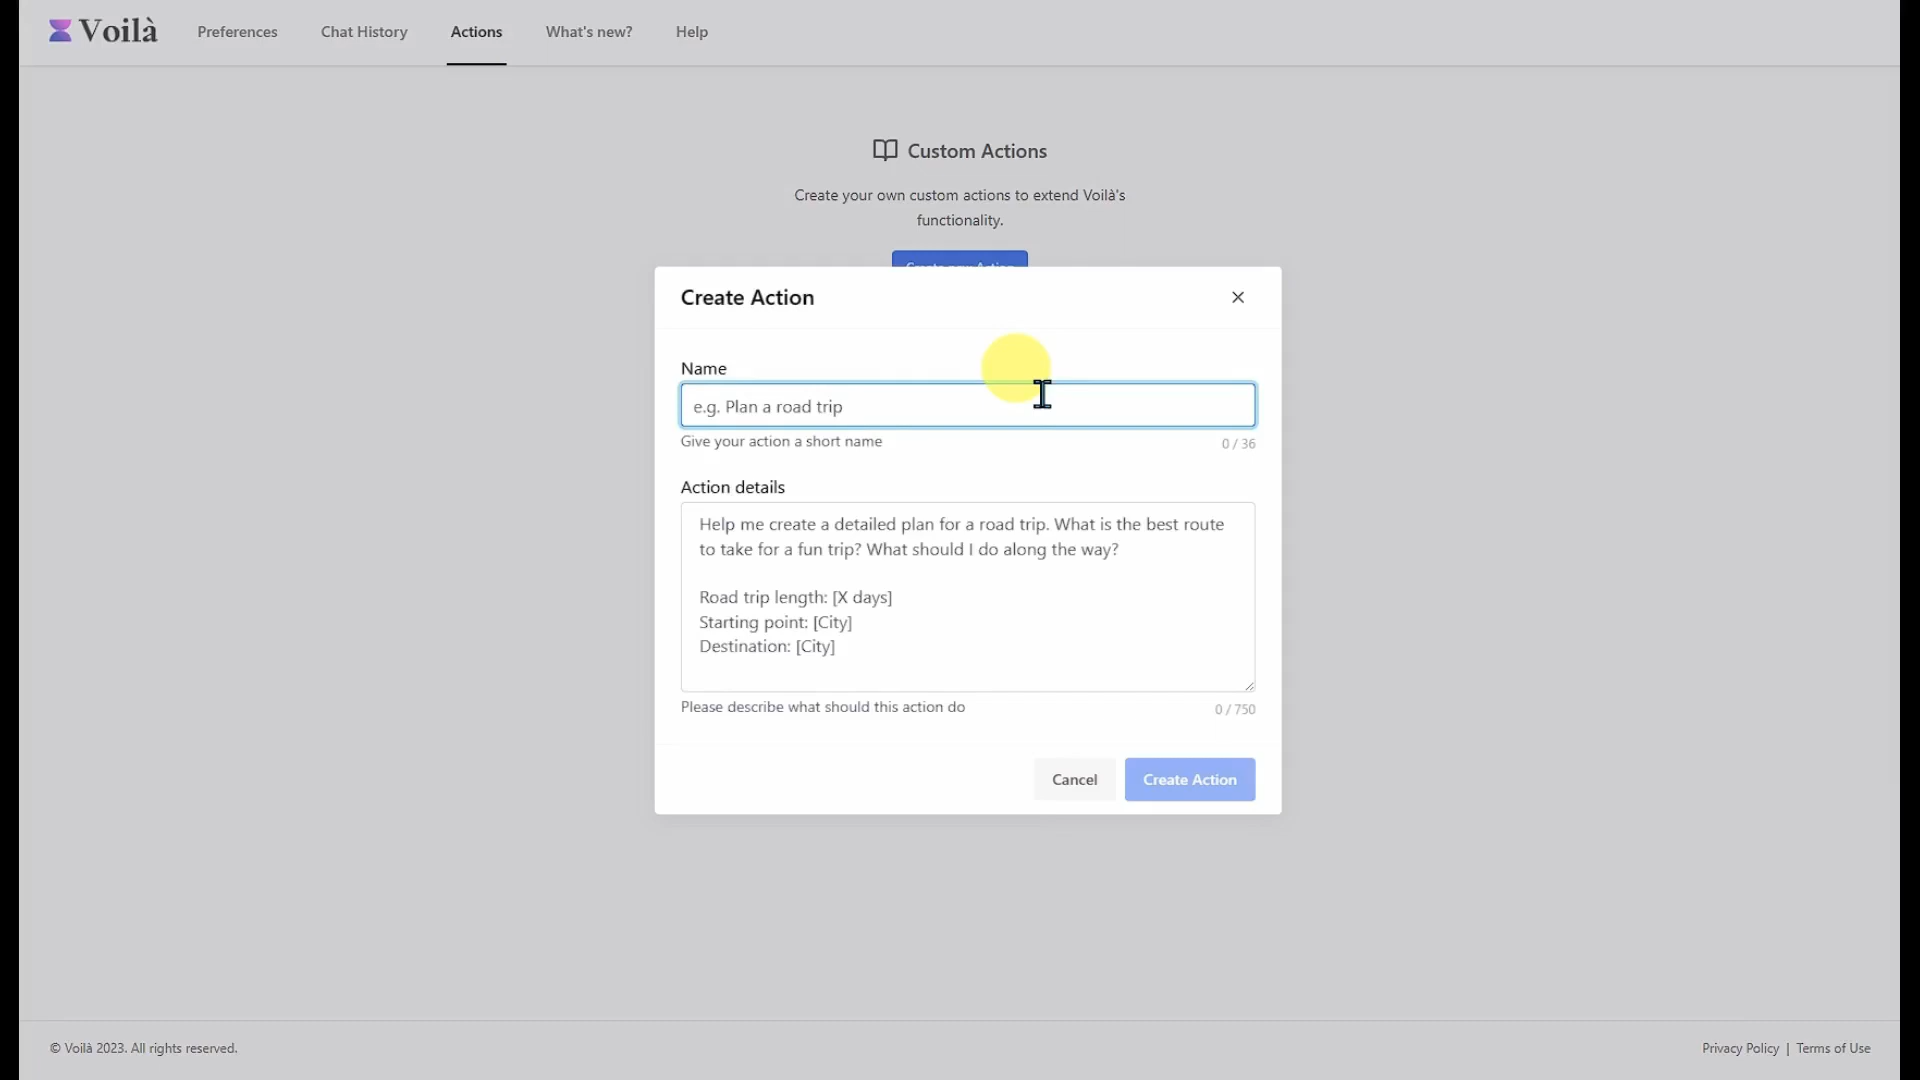 Voilà
Preferences
Chat History
Actions
What's new?
Help
Custom Actions
Create your own custom actions to extend Voilà's
functionality.
Create new Action
Create Action
Name
e.g. Plan a road trip
Give your action a short name
0 / 36
Action details
Help me create a detailed plan for a road trip. What is the best route
to take for a fun trip? What should I do along the way?
Road trip length: [X days]
Starting point: [City]
Destination: [City]
Please describe what should this action do
0 / 750
Cancel
Create Action
© Voilà 2023. All rights reserved.
Privacy Policy | Terms of Use